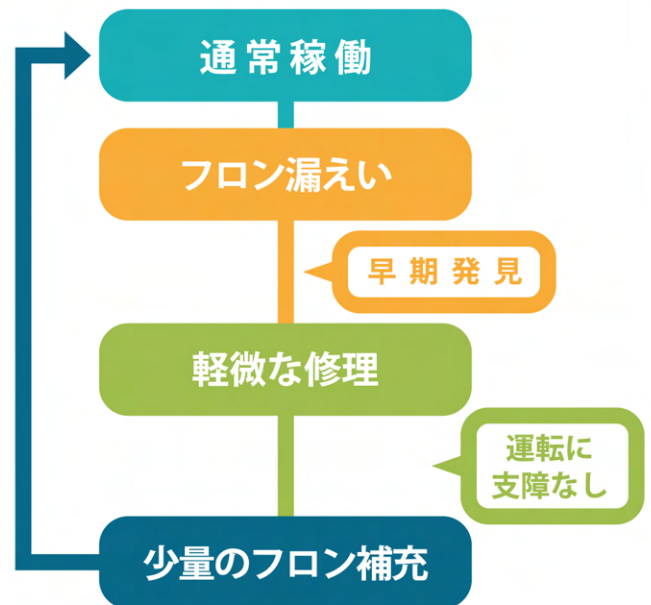 通常稼働
フロン漏えい
早期発見
軽微な修理
運転に
支障なし
少量のフロン補充